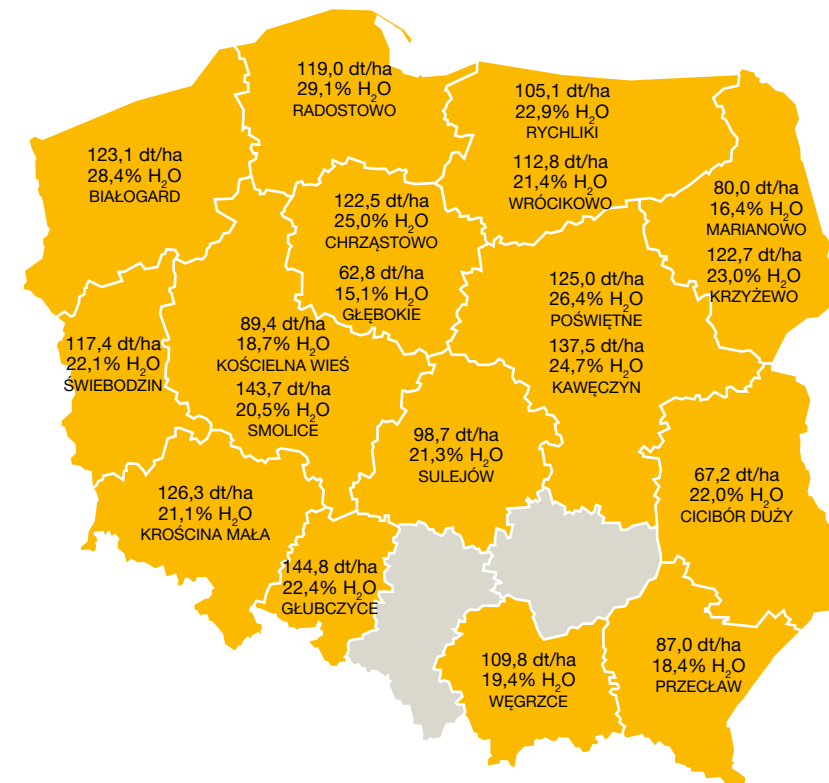 119,0 dt/ha
29,1% H₂O
RADOSTOWO
105,1 dt/ha
22,9% H₂O
RYCHLIKI
112,8 dt/ha
21,4% H₂O
WRÓCIKOWO
123,1 dt/ha
28,4% H₂O
BIAŁOGARD
80,0 dt/ha
16,4% H₂O
MARIANOWO
122,7 dt/ha
23,0% H₂O
KRZYŻEWO
122,5 dt/ha
25,0% H₂O
CHRZĄSTOWO
62,8 dt/ha
15,1% H₂O
GŁĘBOKIE
125,0 dt/ha
26,4% H₂O
POŚWIĘTNE
137,5 dt/ha
24,7% H₂O
KAWĘCZYN
117,4 dt/ha
22,1% H₂O
ŚWIEBODZIN
89,4 dt/ha
18,7% H₂O
KOŚCIELNA WIEŚ
143,7 dt/ha
20,5% H₂O
SMOLICE
98,7 dt/ha
21,3% H₂O
SULEJÓW
67,2 dt/ha
22,0% H₂O
CICIBÓR DUŻY
126,3 dt/ha
21,1% H₂O
KROŚCINA MAŁA
144,8 dt/ha
22,4% H₂O
GŁUBCZYCE
109,8 dt/ha
19,4% H₂O
WĘGRZCE
87,0 dt/ha
18,4% H₂O
PRZECŁAW